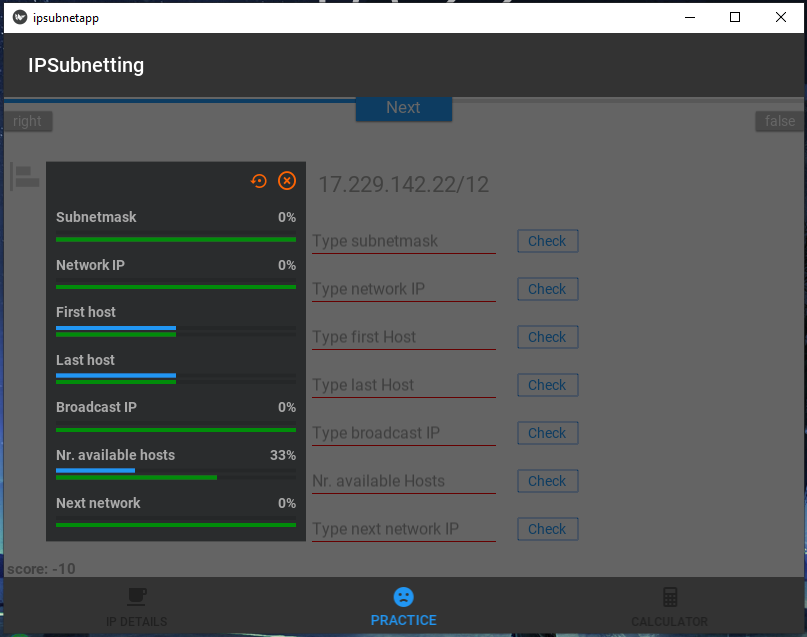 ipsubnetapp
IPSubnetting
Next
right
false
17.229.142.22/12
Subnetmask 0%
Network IP 0%
First host
Last host
Broadcast IP 0%
Nr. available hosts 33%
Next network 0%
Type subnetmask Check
Type network IP Check
Type first Host Check
Type last Host Check
Type broadcast IP Check
Nr. available Hosts Check
Type next network IP Check
score: -10
IP DETAILS
PRACTICE
CALCULATOR